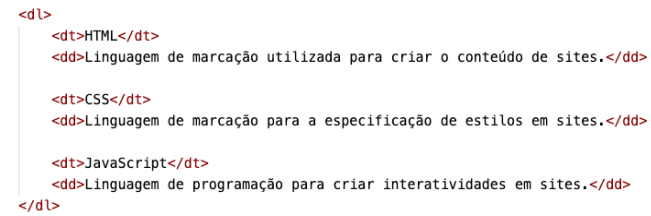 <dl>
<dt>HTML</dt>
<dd>Linguagem de marcação utilizada para criar o conteúdo de sites.</dd>
<dt>CSS</dt>
<dd>Linguagem de marcação para a especificação de estilos em sites.</dd>
<dt>JavaScript</dt>
<dd>Linguagem de programação para criar interatividades em sites.</dd>
</dl>